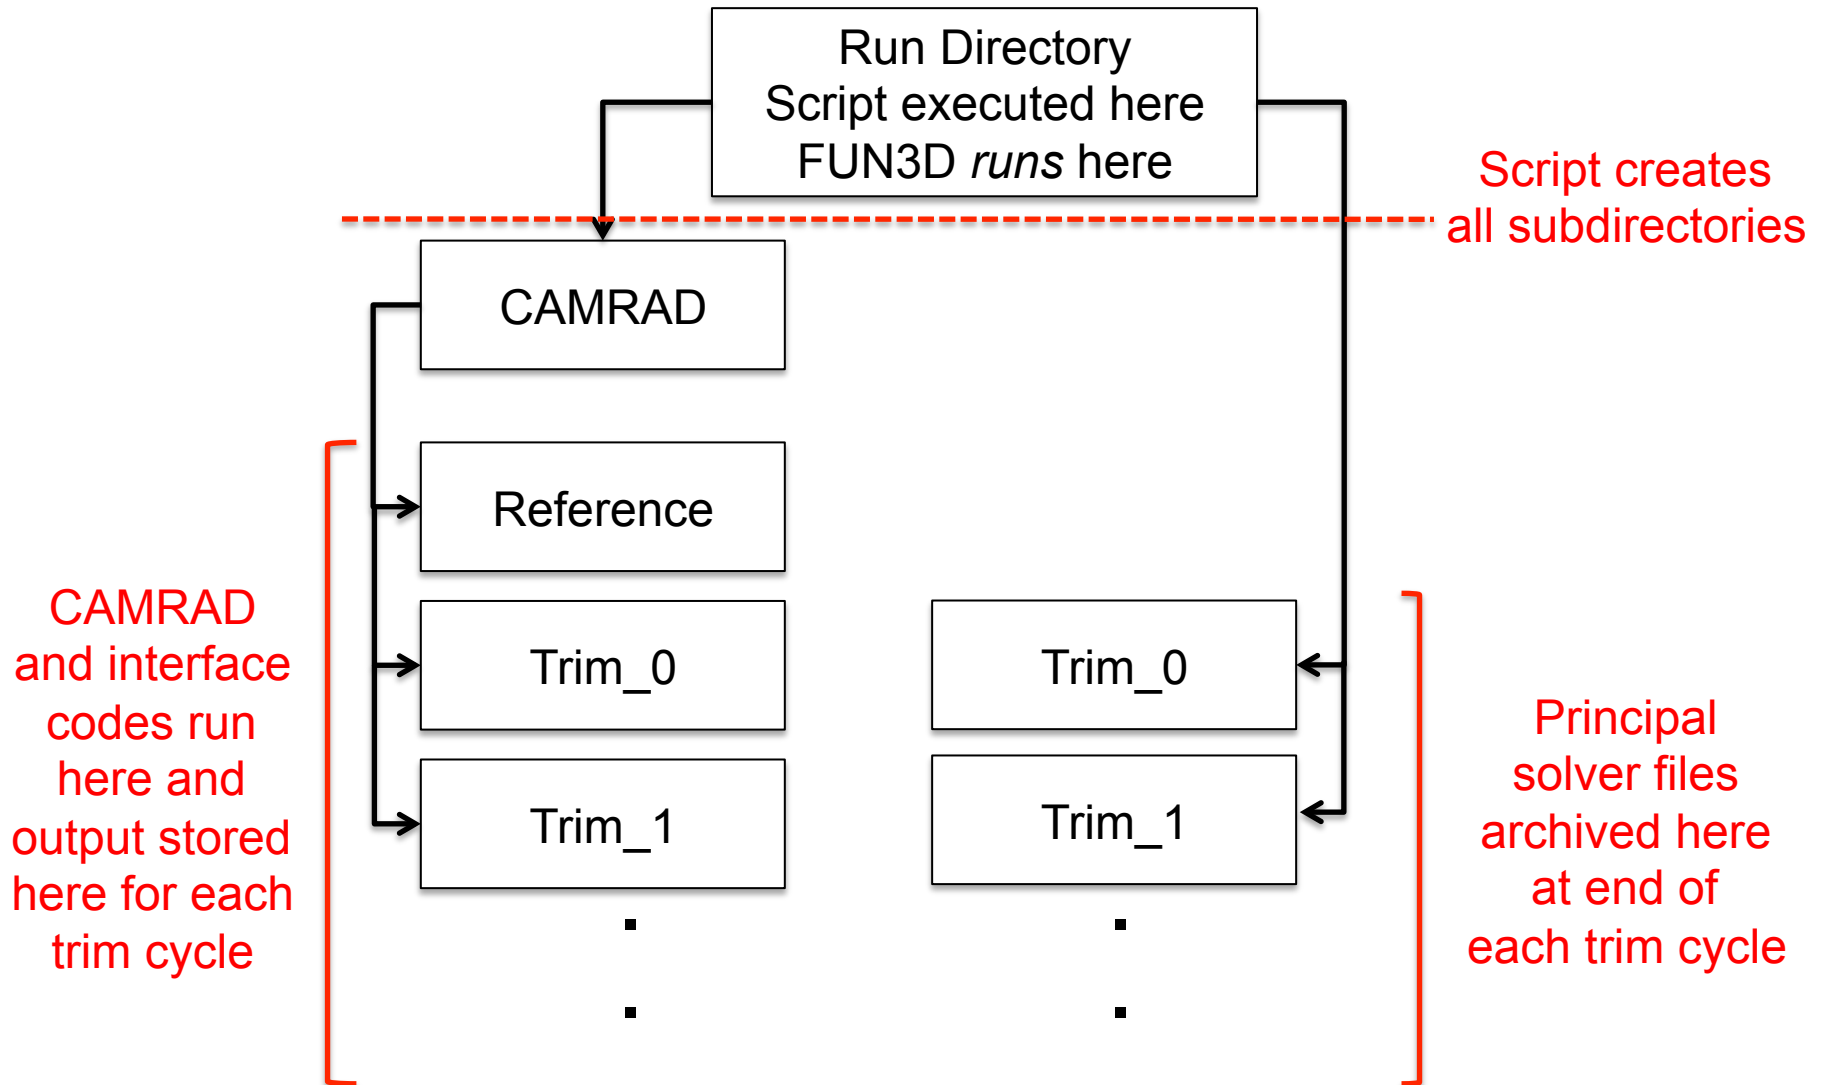 Run Directory
Script executed here
FUN3D runs here
Script creates
all subdirectories
CAMRAD
Reference
Trim_0
Trim_1
CAMRAD
and interface
codes run
here and
output stored
here for each
trim cycle
Trim_0
Trim_1
Principal
solver files
archived here
at end of
each trim cycle